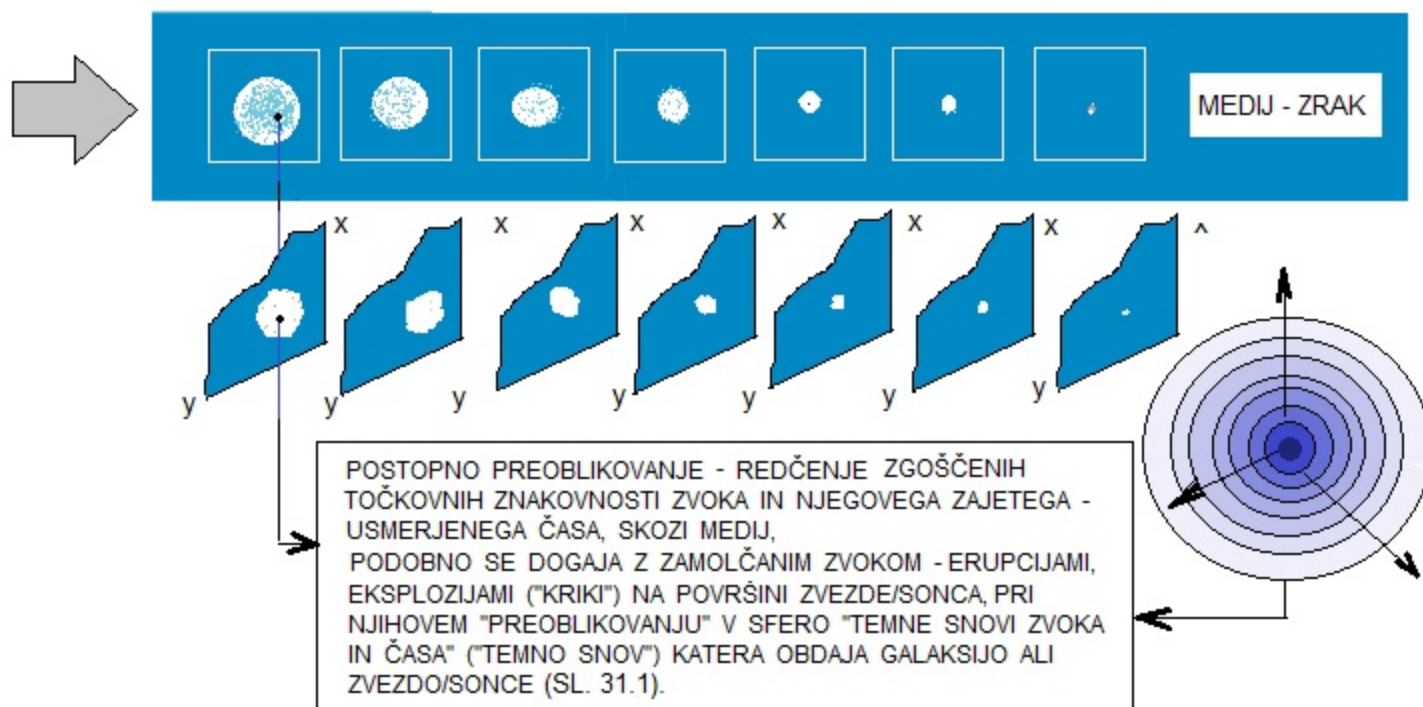 MEDIJ - ZRAK
x x x x x x ^
y y y y y y y
POSTOPNO PREOBLIKOVANJE - REDČENJE ZGOŠČENIH
TOČKOVNIH ZNAKOVNOSTI ZVOKA IN NJEGOVEGA ZAJETEGA -
USMERJENEGA ČASA, SKOZI MEDIJ,
PODOBNO SE DOGAJA Z ZAMOLČANIM ZVOKOM - ERUPCIJAMI,
EKSPLOZIJAMI ("KRIKI") NA POVRŠINI ZVEZDE/SONCA, PRI
NJIHOVEM "PREOBLIKOVANJU" V SFERO "TEMNE SNOVI ZVOKA
IN ČASA" ("TEMNO SNOV") KATERA OBDAJA GALAKSIJO ALI
ZVEZDO/SONCE (SL. 31.1).